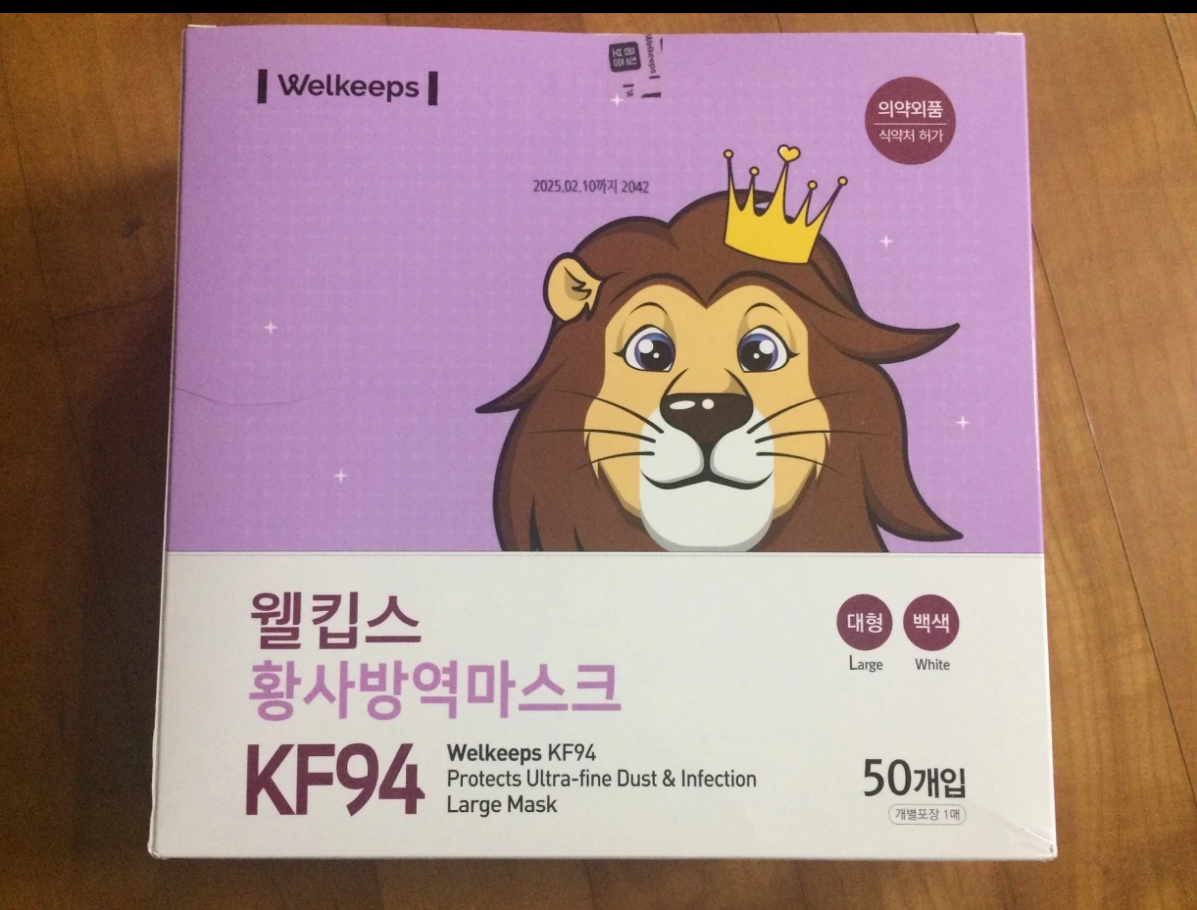 Welkeeps
의약외품
식약처 허가
2025.02.10까지 2042
웰킵스
황사방역마스크
KF94
Welkeeps KF94
Protects Ultra-fine Dust & Infection
Large Mask
대형
Large
백색
White
50개입
개별포장 1매